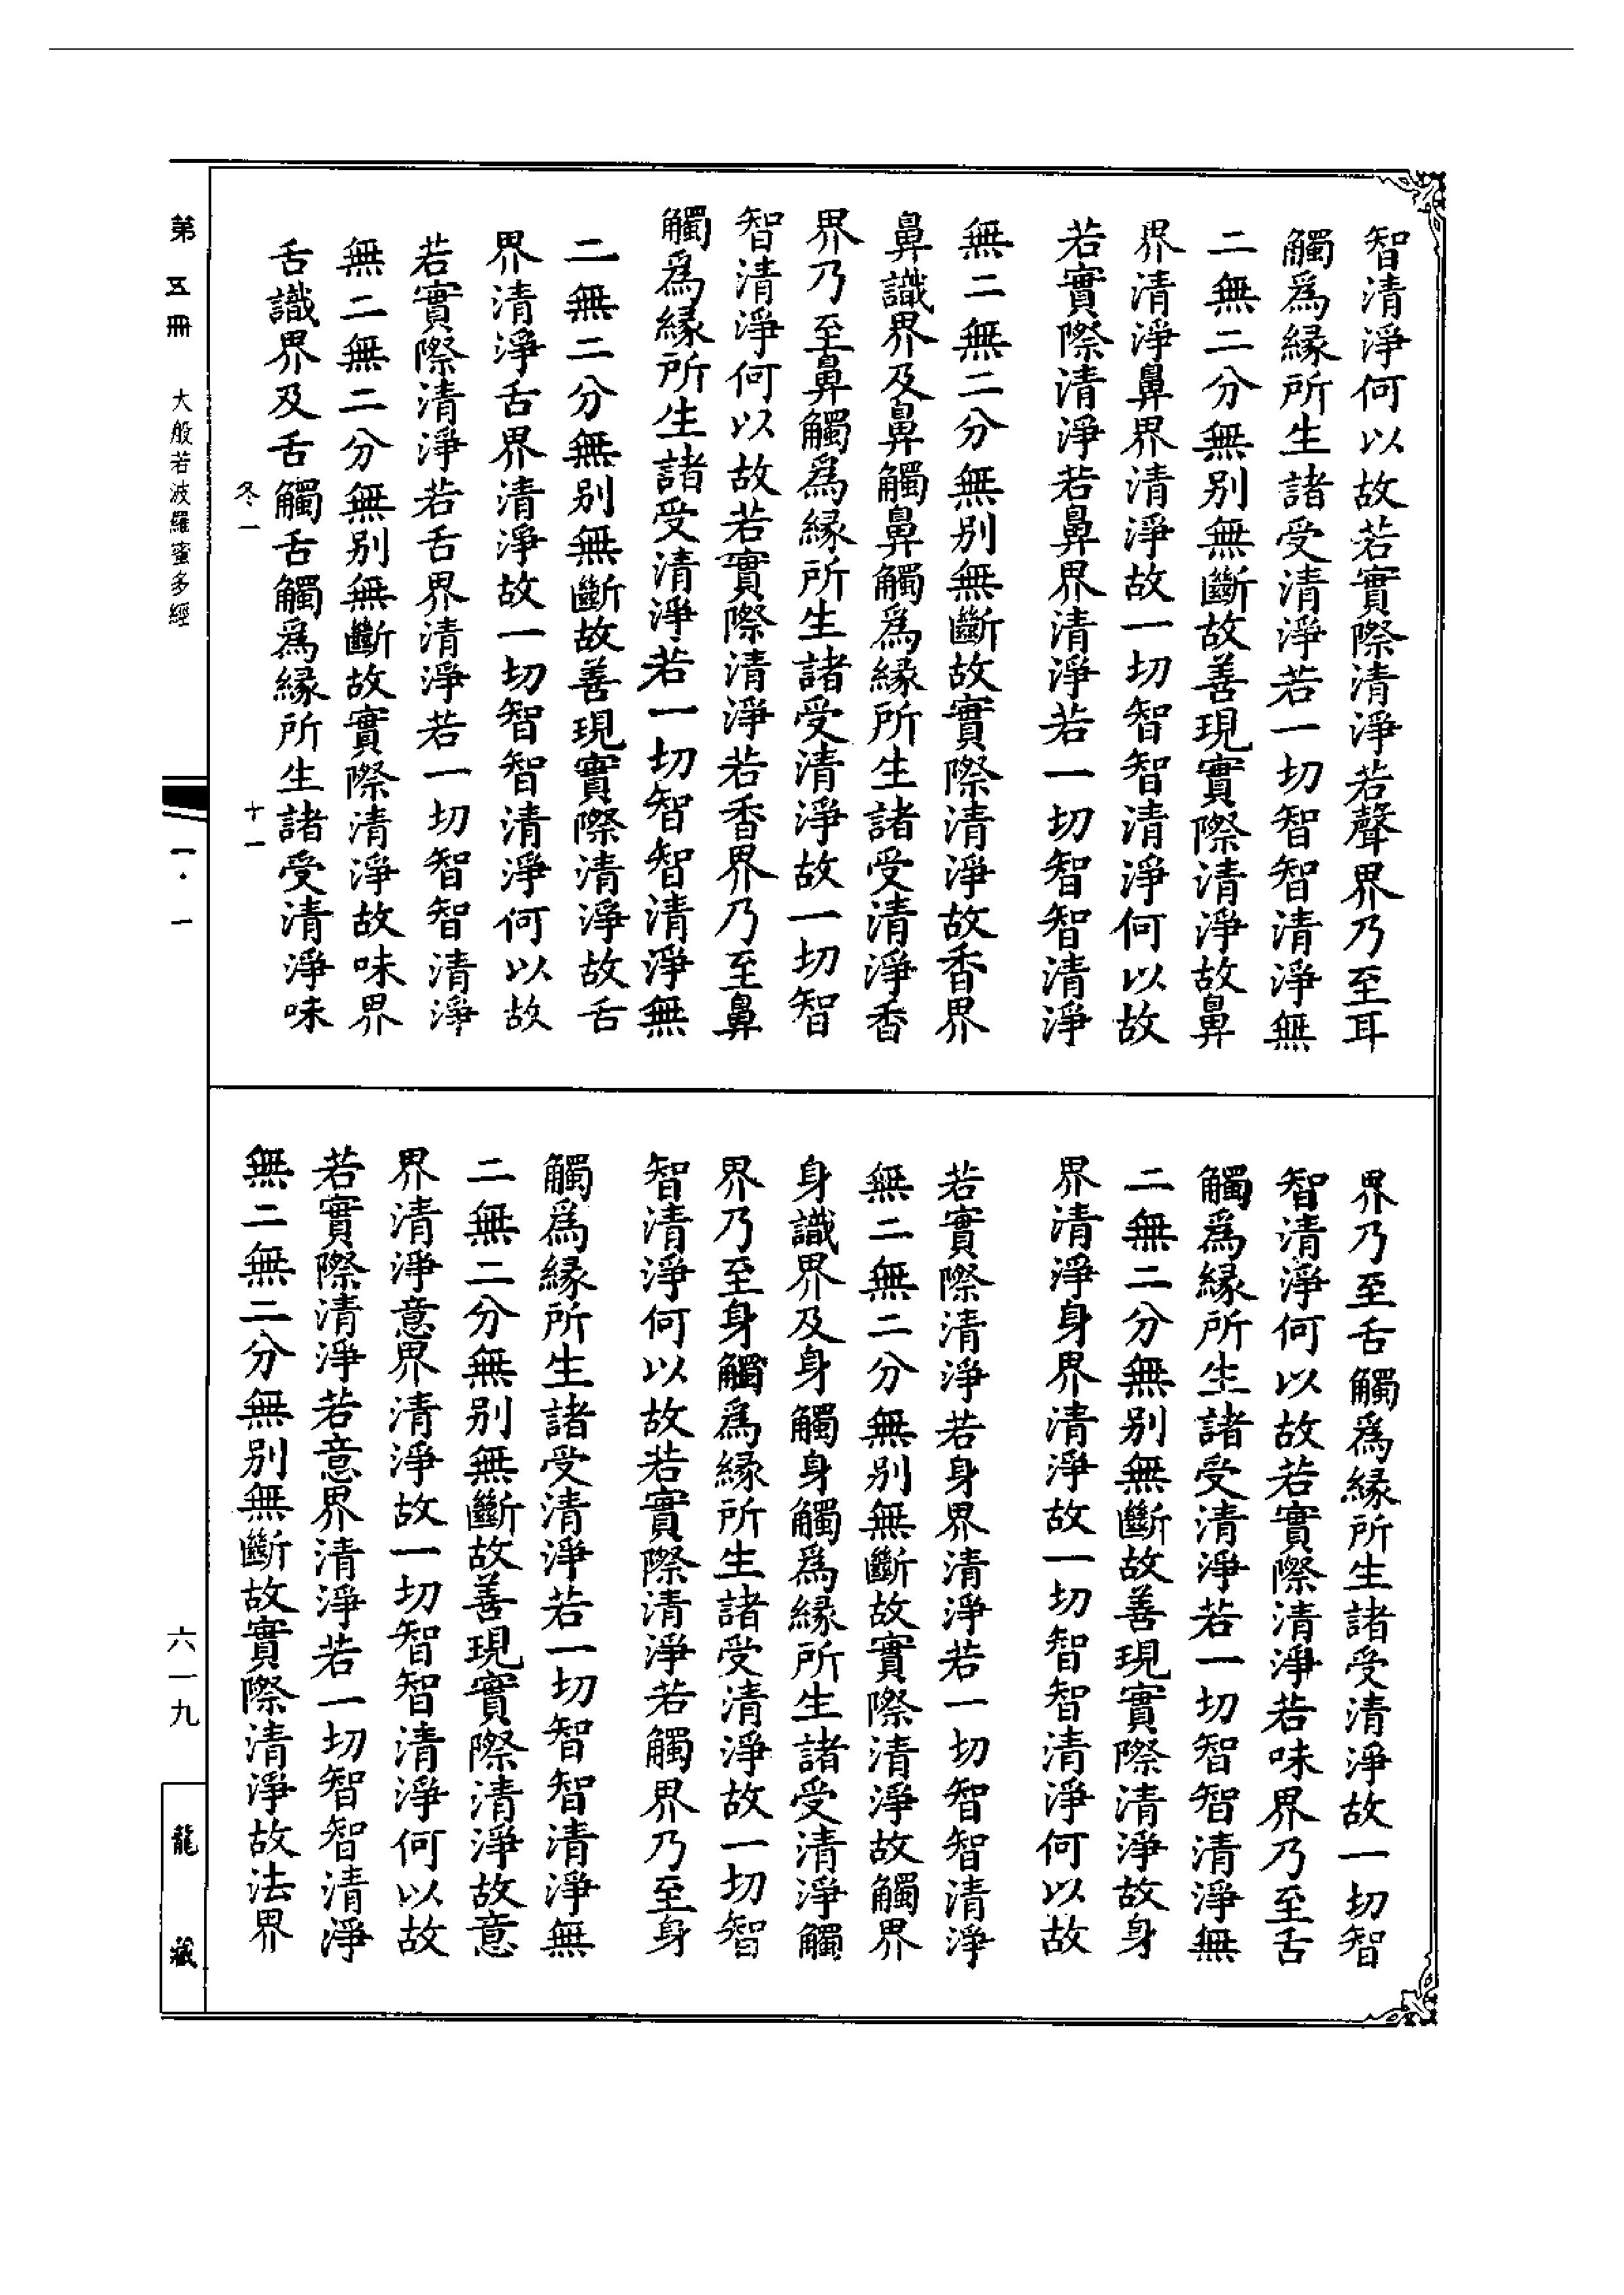 智清淨何以故若實際清淨若聲界乃至耳
觸爲緣所生諸受清淨若一切智智清淨無
二無二分無別無斷故善現實際清淨故鼻
界清淨鼻界清淨故一切智智清淨何以故
若實際清淨若鼻界清淨若一切智智清淨
無二無二分無別無斷故實際清淨故香界
鼻識界及鼻觸鼻觸爲緣所生諸受清淨香
界乃至鼻觸爲緣所生諸受清淨故一切智
智清淨何以故若實際清淨若香界乃至鼻
觸爲緣所生諸受清淨若一切智智清淨無
二無二分無別無斷故善現實際清淨故舌
界清淨舌界清淨故一切智智清淨何以故
若實際清淨若舌界清淨若一切智智清淨
無二無二分無別無斷故實際清淨故味界
舌識界及舌觸舌觸爲緣所生諸受清淨味
冬一 十一
界乃至舌觸爲緣所生諸受清淨故一切智
智清淨何以故若實際清淨若味界乃至舌
觸爲緣所生諸受清淨若一切智智清淨無
二無二分無別無斷故善現實際清淨故身
界清淨身界清淨故一切智智清淨何以故
若實際清淨若身界清淨若一切智智清淨
無二無二分無別無斷故實際清淨故觸界
身識界及身觸身觸爲緣所生諸受清淨觸
界乃至身觸爲緣所生諸受清淨故一切智
智清淨何以故若實際清淨若觸界乃至身
觸爲緣所生諸受清淨若一切智智清淨無
二無二分無別無斷故善現實際清淨故意
界清淨意界清淨故一切智智清淨何以故
若實際清淨若意界清淨若一切智智清淨
無二無二分無別無斷故實際清淨故法界
第五冊 大般若波羅蜜多經 一·一 六一九 龍藏